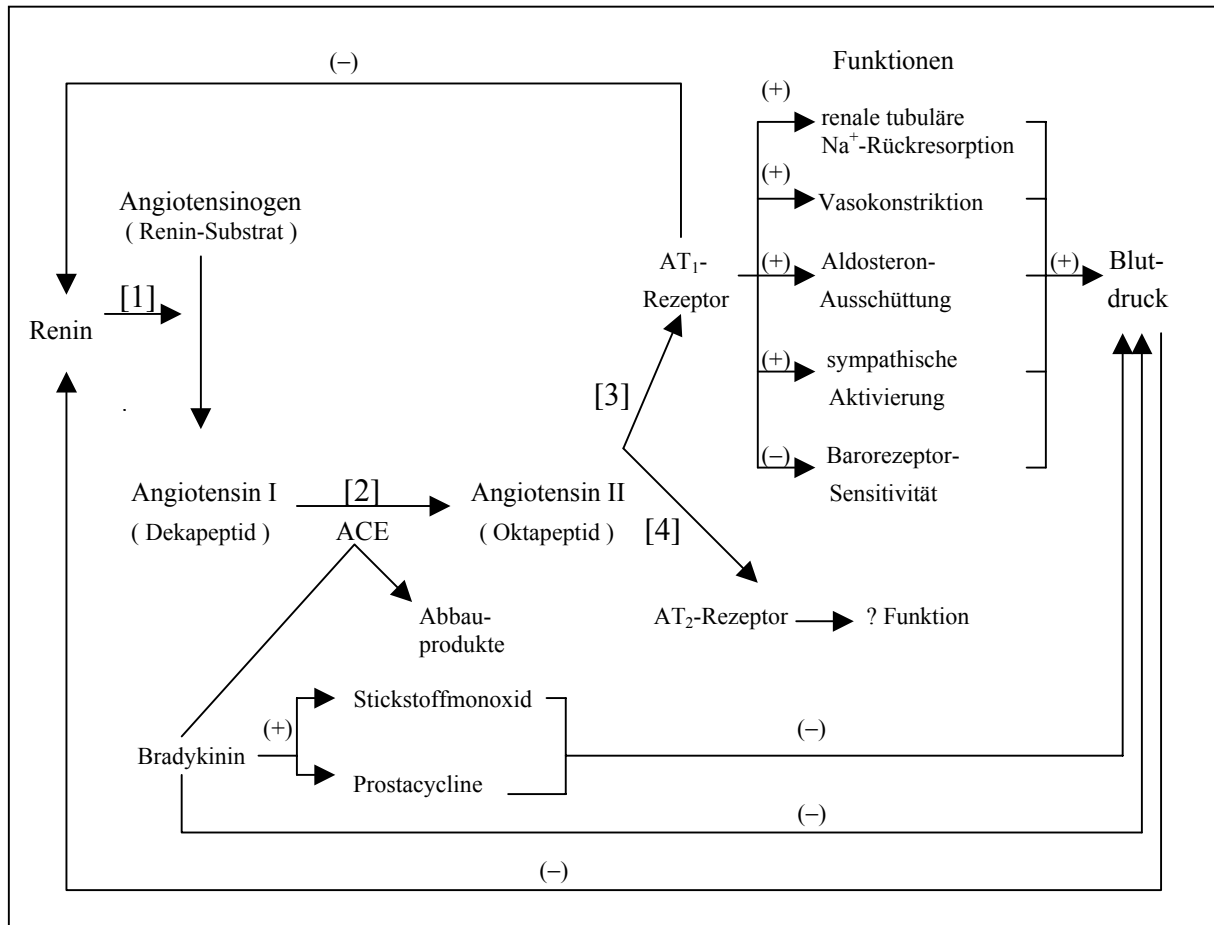 (−)
Funktionen
(+)
renale tubuläre
Na+-Rückresorption
(+)
Vasokonstriktion
Angiotensinogen
( Renin-Substrat )
AT1-
Rezeptor
(+)
Aldosteron-
Ausschüttung
(+)
Blut-
druck
[1]
Renin
(+)
sympathische
Aktivierung
[3]
(−)
Barorezeptor-
Sensitivität
Angiotensin I
( Dekapeptid )
[2]
ACE
Angiotensin II
( Oktapeptid )
[4]
Abbau-
produkte
AT2-Rezeptor
? Funktion
Bradykinin
(+)
Stickstoffmonoxid
Prostacycline
(−)
(−)
(−)